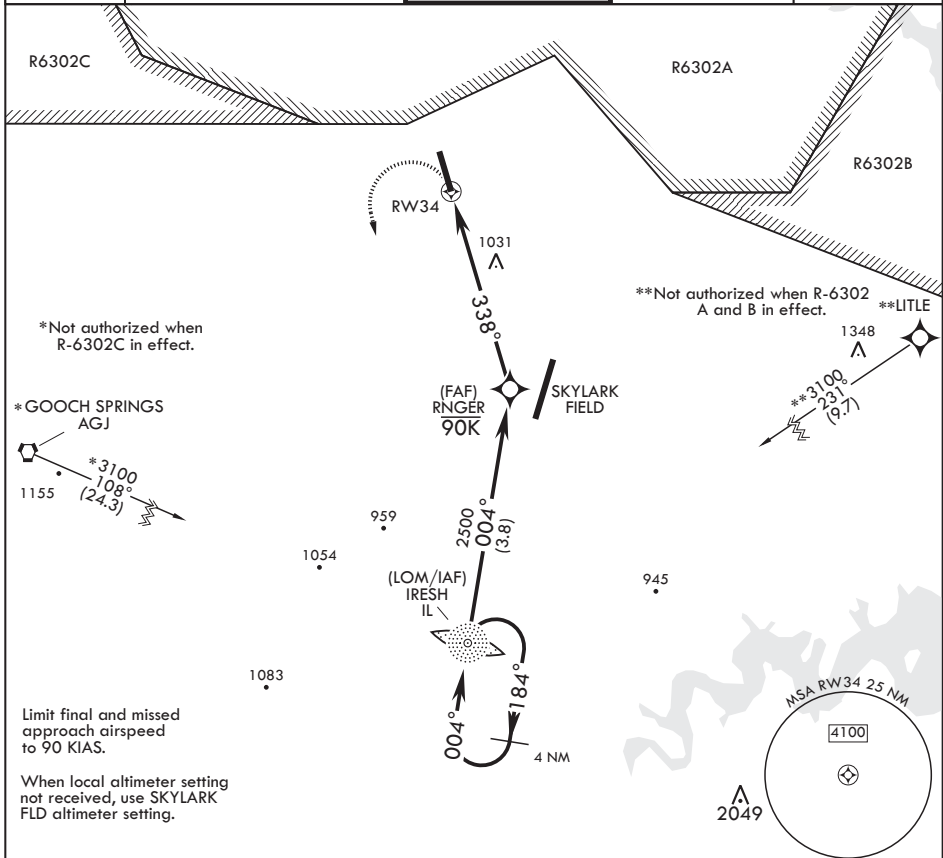 R6302C
R6302A
R6302B
RW34
1031
338°
**Not authorized when R-6302
A and B in effect.
**LITLE
1348
**3100
231°
(9.7)
*Not authorized when
R-6302C in effect.
(FAF)
RNGER
90K
SKYLARK
FIELD
*GOOCH SPRINGS
AGJ
*3100
108°
(24.3)
1155
2500
004°
(3.8)
959
1054
(LOM/IAF)
IRESH
IL
945
1083
004°
184°
4 NM
Limit final and missed
approach airspeed
to 90 KIAS.
When local altimeter setting
not received, use SKYLARK
FLD altimeter setting.
MSA RW34 25 NM
4100
2049